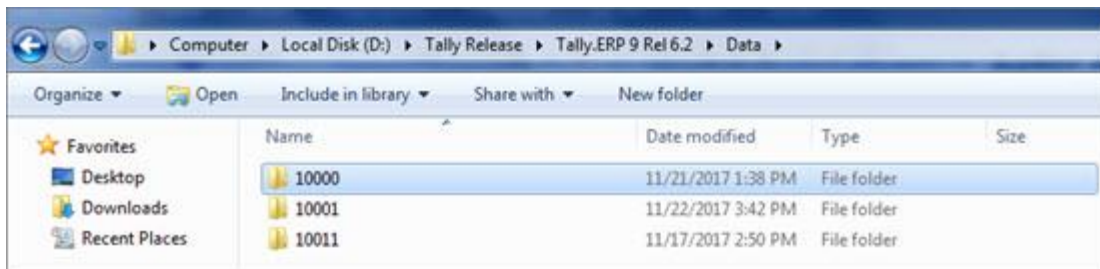 Computer Local Disk (D:) Tally Release Tally.ERP 9 Rel 6.2 Data
Organize Open Include in library Share with New folder
Favorites
Desktop
Downloads
Recent Places
Name Date modified Type Size
10000 11/21/2017 1:38 PM File folder
10001 11/22/2017 3:42 PM File folder
10011 11/17/2017 2:50 PM File folder